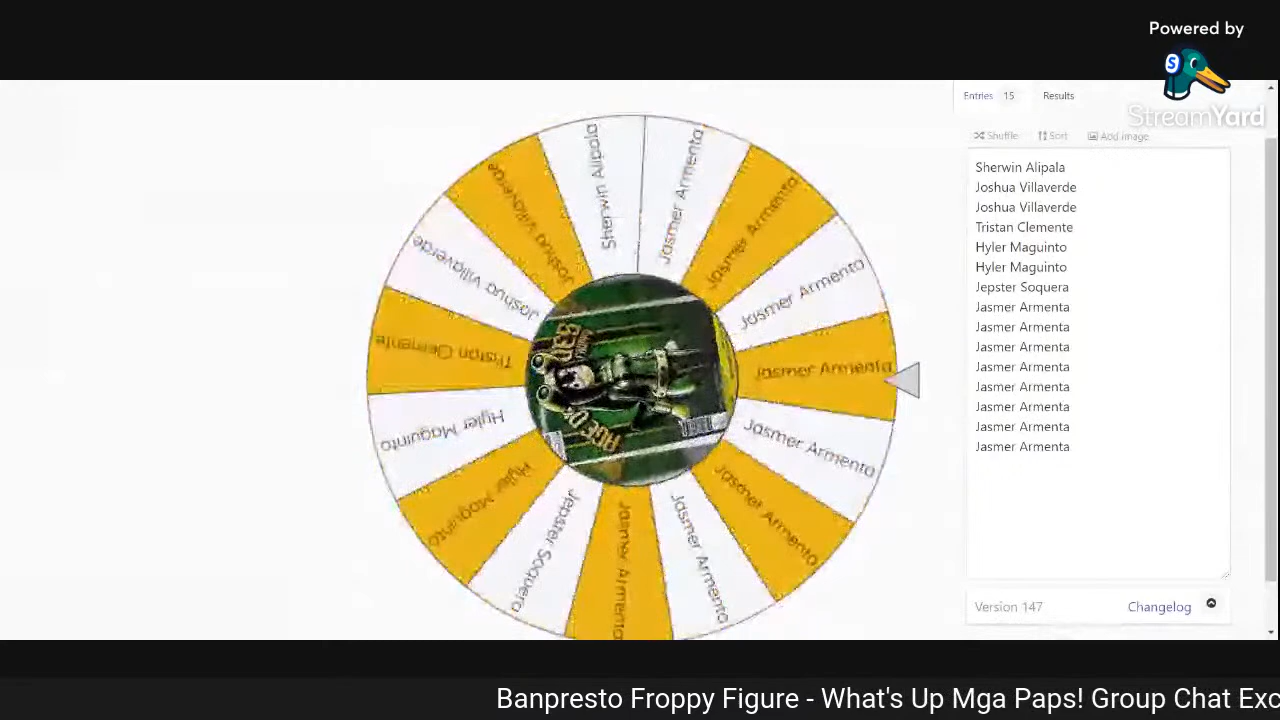 Powered by
StreamYard
Entries 15 Results
Shuffle Sort Add image
Sherwin Alipala
Joshua Villaverde
Joshua Villaverde
Tristan Clemente
Hyler Maguinto
Hyler Maguinto
Jepster Soquera
Jasmer Armenta
Jasmer Armenta
Jasmer Armenta
Jasmer Armenta
Jasmer Armenta
Jasmer Armenta
Jasmer Armenta
Jasmer Armenta
Version 147 Changelog
Sherwin Alipala
Jasmer Armenta
Jasmer Armenta
Jasmer Armenta
Jasmer Armenta
Jasmer Armenta
Jasmer Armenta
Jasmer Armenta
Jasmer Armenta
Jepster Soquera
Hyler Maguinto
Hyler Maguinto
Tristan Clemente
Joshua Villaverde
Joshua Villaverde
Banpresto Froppy Figure - What's Up Mga Paps! Group Chat Exc